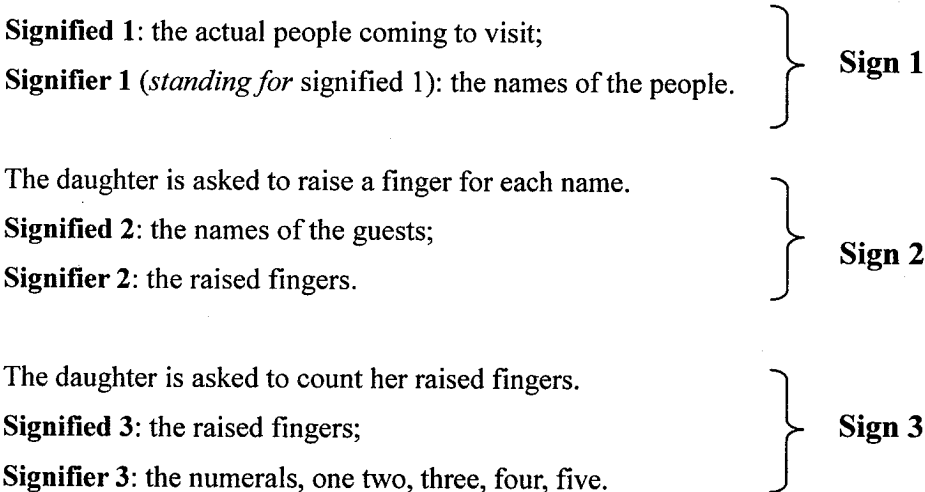 Signified 1: the actual people coming to visit;
Signifier 1 (standing for signified 1): the names of the people.
Sign 1
The daughter is asked to raise a finger for each name.
Signified 2: the names of the guests;
Signifier 2: the raised fingers.
Sign 2
The daughter is asked to count her raised fingers.
Signified 3: the raised fingers;
Signifier 3: the numerals, one two, three, four, five.
Sign 3